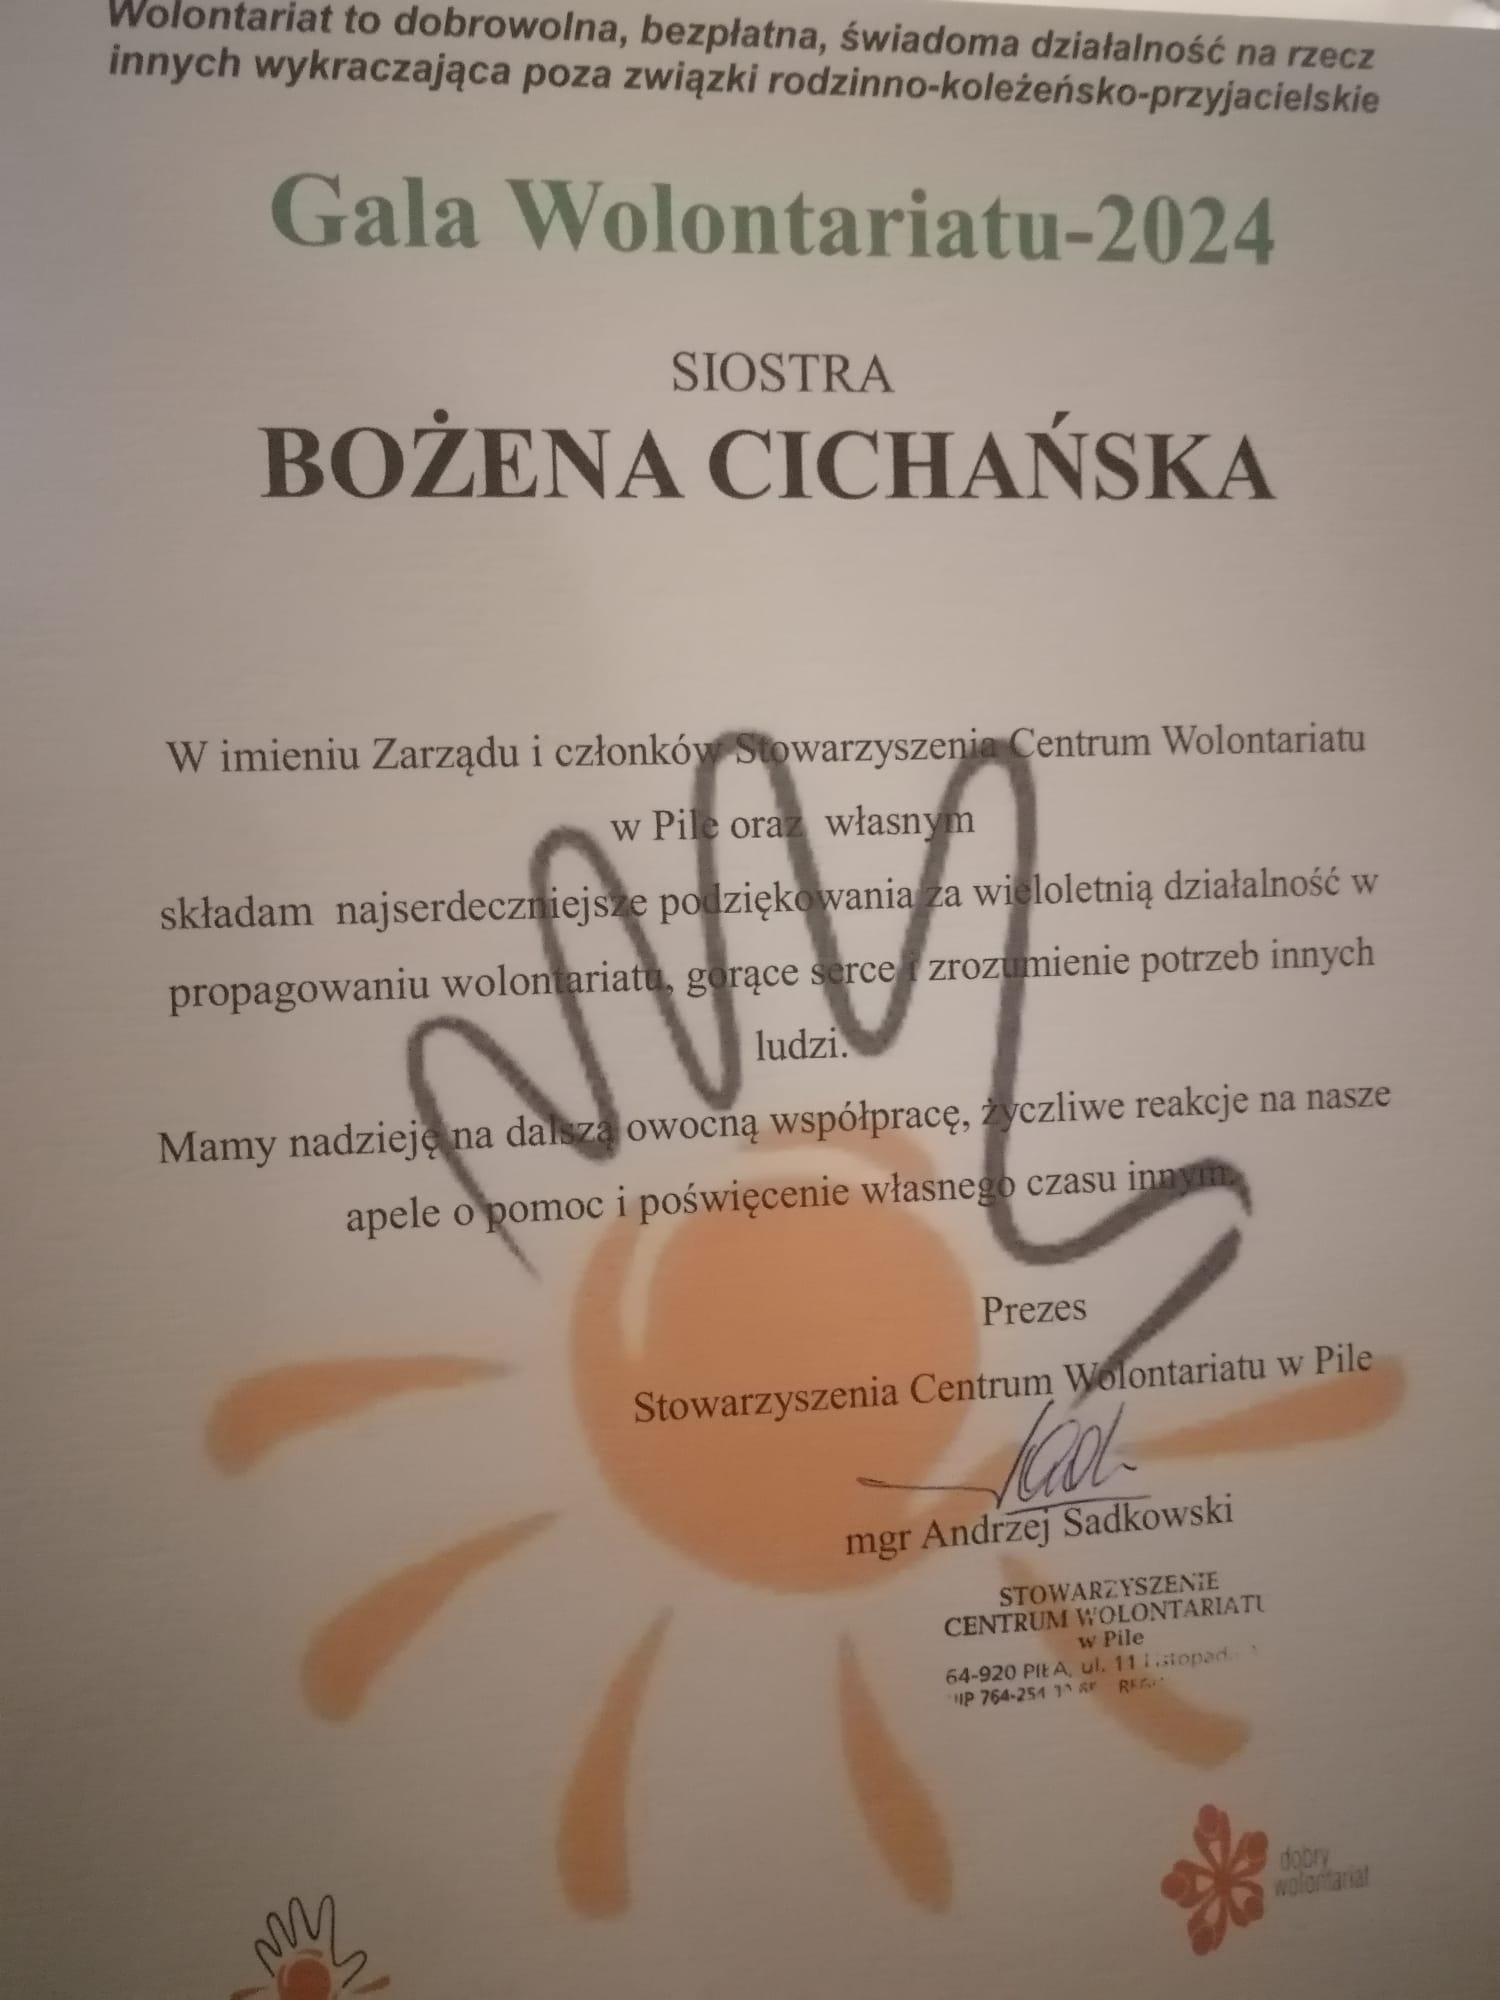 Wolontariat to dobrowolna, bezpłatna, świadoma działalność na rzecz
innych wykraczająca poza związki rodzinno-koleżeńsko-przyjacielskie
Gala Wolontariatu-2024
SIOSTRA
BOŻENA CICHAŃSKA
W imieniu Zarządu i członków Stowarzyszenia Centrum Wolontariatu
w Pile oraz własnym
składam najserdeczniejsze podziękowania za wieloletnią działalność w
propagowaniu wolontariatu, gorące serce i zrozumienie potrzeb innych
ludzi.
Mamy nadzieję na dalszą owocną współpracę, życzliwe reakcje na nasze
apele o pomoc i poświęcenie własnego czasu innym.
Prezes
Stowarzyszenia Centrum Wolontariatu w Pile
mgr Andrzej Sadkowski
STOWARZYSZENIE
CENTRUM WOLONTARIATU
w Pile
64-920 PIŁA, ul. 11 Listopada
dobry
wolontariat